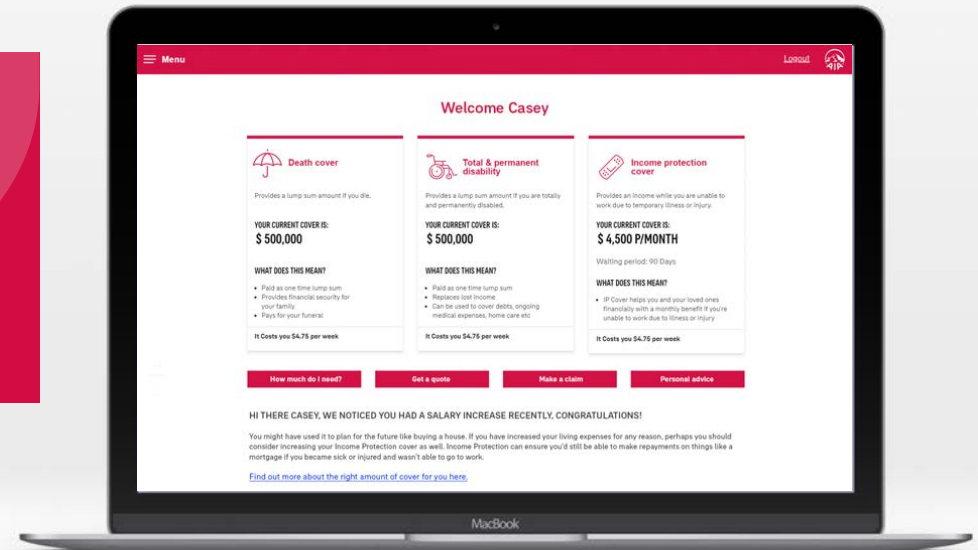 Menu
Logout
AIA
Welcome Casey
Death cover
Provides a lump sum amount if you die.
YOUR CURRENT COVER IS:
$ 500,000
WHAT DOES THIS MEAN?
• Paid as one time lump sum
• Provides financial security for
your family
• Pays for your funeral
It Costs you $4.75 per week
Total & permanent
disability
Provides a lump sum amount if you are totally
and permanently disabled.
YOUR CURRENT COVER IS:
$ 500,000
WHAT DOES THIS MEAN?
• Paid as one time lump sum
• Replaces lost income
• Can be used to cover debts, ongoing
medical expenses, home care etc
It Costs you $4.75 per week
Income protection
cover
Provides an income while you are unable to
work due to temporary illness or injury.
YOUR CURRENT COVER IS:
$ 4,500 P/MONTH
Waiting period: 90 Days
WHAT DOES THIS MEAN?
• IP Cover helps you and your loved ones
financially with a monthly benefit if you're
unable to work due to illness or injury
It Costs you $4.75 per week
How much do I need?
Get a quote
Make a claim
Personal advice
HI THERE CASEY, WE NOTICED YOU HAD A SALARY INCREASE RECENTLY, CONGRATULATIONS!
You might have used it to plan for the future like buying a house. If you have increased your living expenses for any reason, perhaps you should
consider increasing your Income Protection cover as well. Income Protection can ensure you'd still be able to make repayments on things like a
mortgage if you became sick or injured and wasn't able to go to work.
Find out more about the right amount of cover for you here.
MacBook